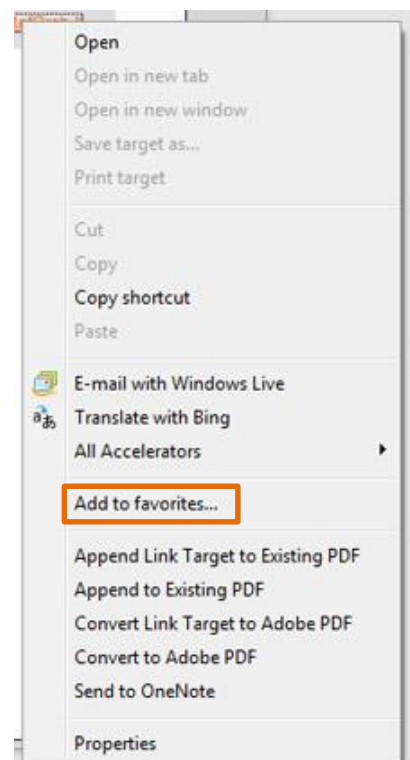 Open
Open in new tab
Open in new window
Save target as...
Print target
Cut
Copy
Copy shortcut
Paste
E-mail with Windows Live
Translate with Bing
All Accelerators
Add to favorites...
Append Link Target to Existing PDF
Append to Existing PDF
Convert Link Target to Adobe PDF
Convert to Adobe PDF
Send to OneNote
Properties